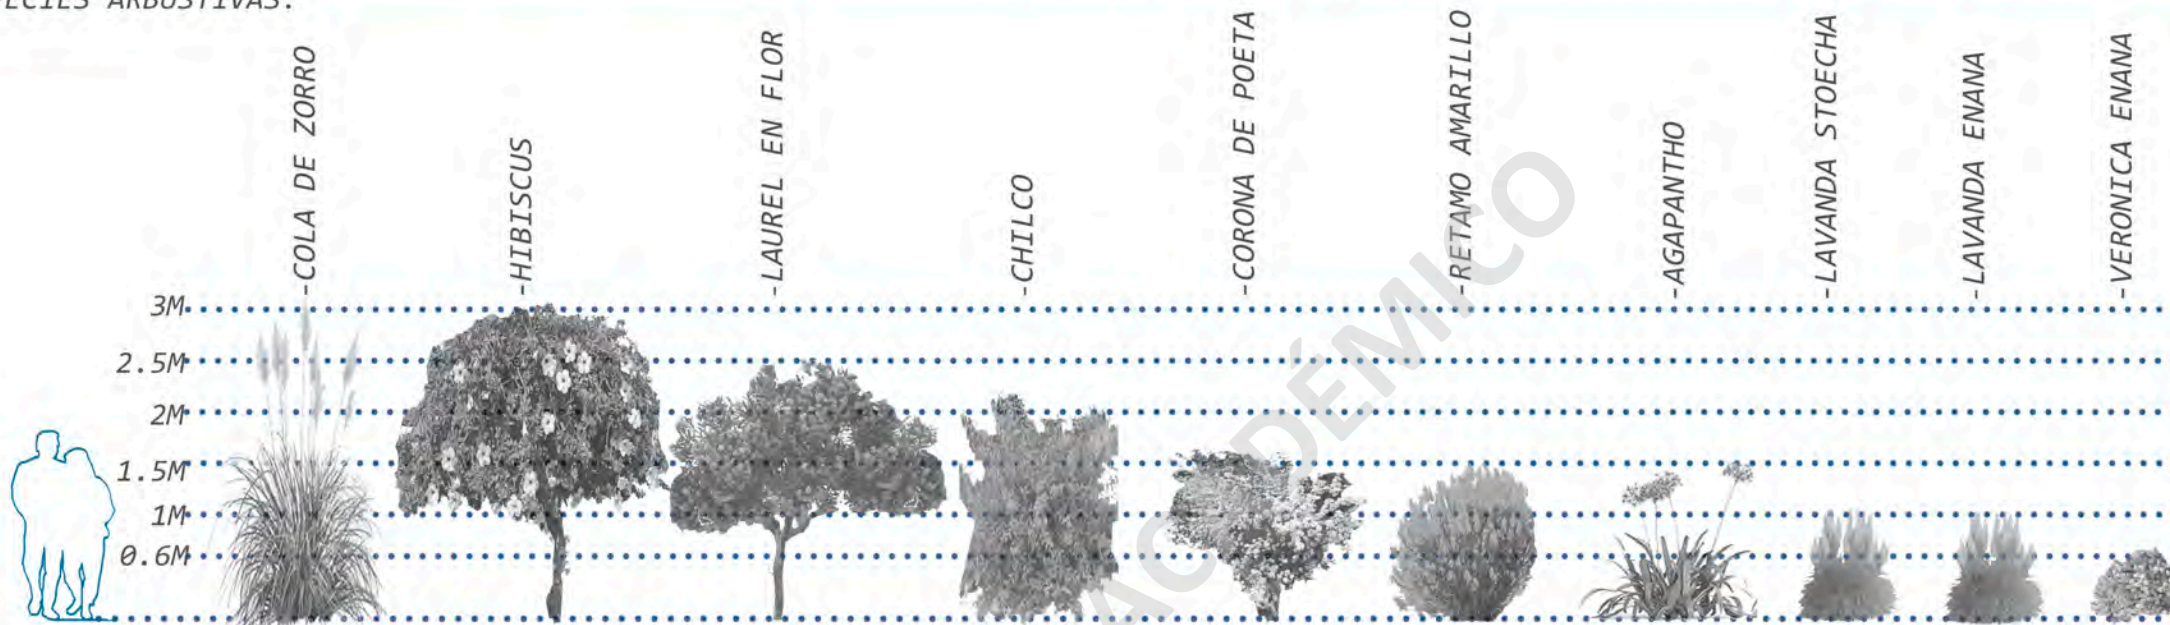 ARBUSTIVAS:
-COLA DE ZORRO
-HIBISCUS
-LAUREL EN FLOR
-CHILCO
-CORONA DE POETA
-RETAMO AMARILLO
-AGAPANTHO
-LAVANDA STOECHA
-LAVANDA ENANA
-VERONICA ENANA
3M
2.5M
2M
1.5M
1M
0.6M
ACADÉMICO